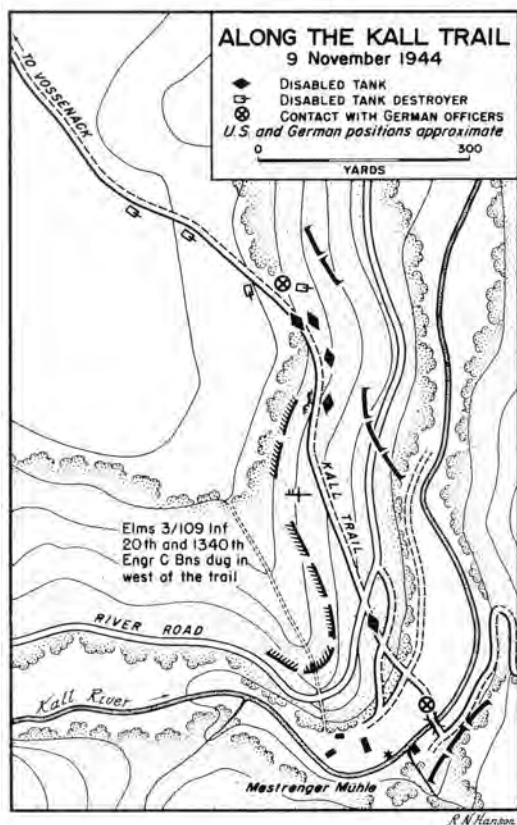 ALONG THE KALL TRAIL
9 November 1944
DISABLED TANK
DISABLED TANK DESTROYER
CONTACT WITH GERMAN OFFICERS
U.S. and German positions approximate
0 300
YARDS
TO VOSSENACK
KALL TRAIL
Elms 3/109 Inf
20th and 1340th
Engr C Bns dug in
west of the trail
RIVER ROAD
Kall River
Mestrenger Mühle
R.N. Hanson